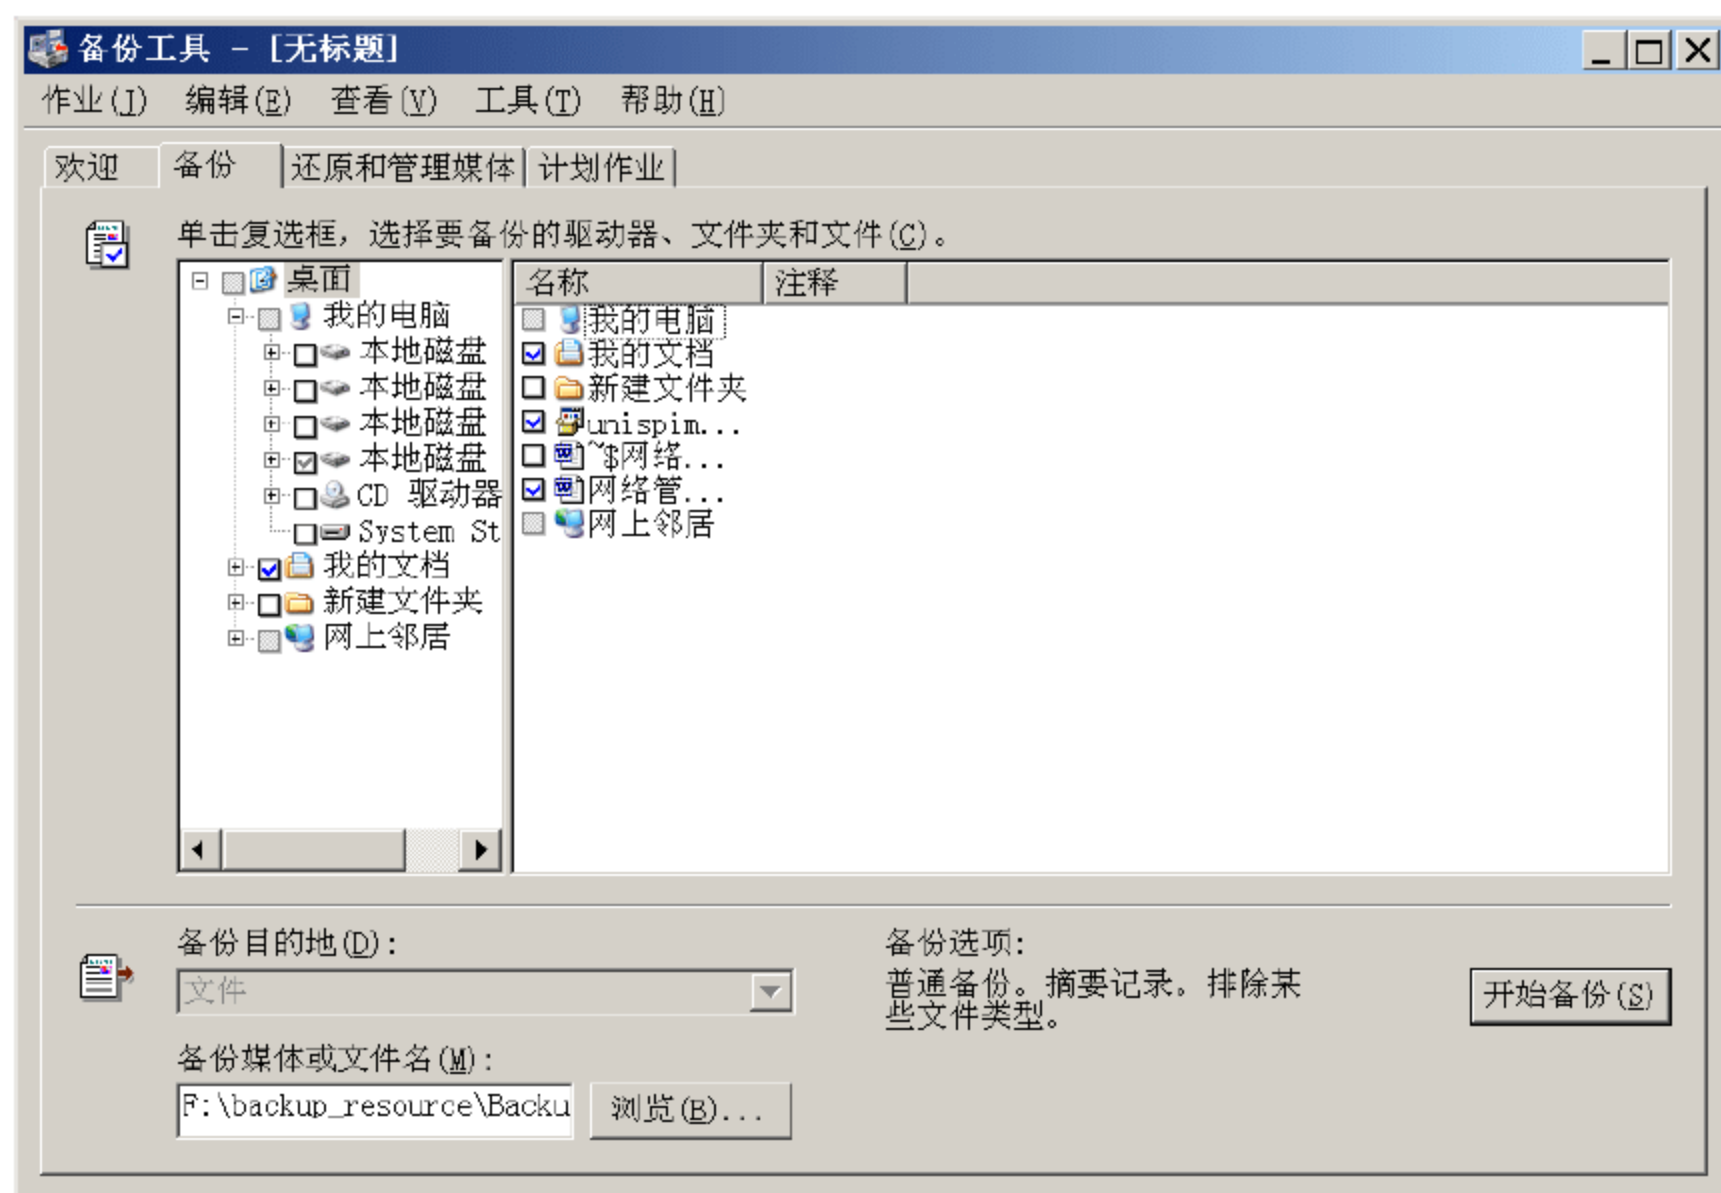 备份工具 - [无标题]
作业(J) 编辑(E) 查看(V) 工具(T) 帮助(H)
欢迎 备份 还原和管理媒体 计划作业
单击复选框，选择要备份的驱动器、文件夹和文件(C)。
桌面
我的电脑
本地磁盘
本地磁盘
本地磁盘
本地磁盘
CD 驱动器
System St
我的文档
新建文件夹
网上邻居
名称 注释
我的电脑
我的文档
新建文件夹
unispim...
~$网络...
网络管...
网上邻居
备份目的地(D):
文件
备份媒体或文件名(M):
F:\backup_resource\Backu
浏览(B)...
备份选项:
普通备份。摘要记录。排除某
些文件类型。
开始备份(S)